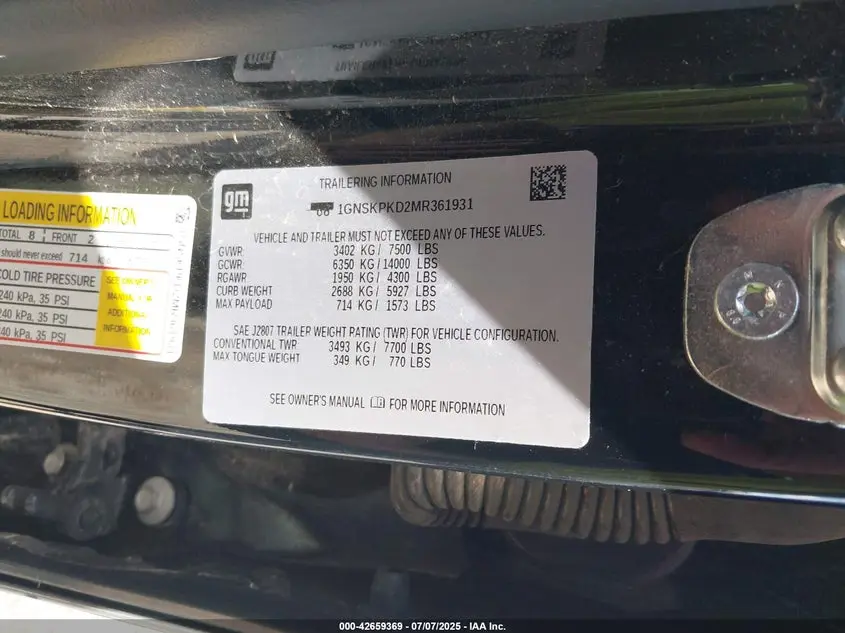 LOADING INFORMATION
TOTAL 8 FRONT 2
should never exceed 714
COLD TIRE PRESSURE
240 kPa, 35 PSI
240 kPa, 35 PSI
240 kPa, 35 PSI
SEE OWNER'S
MANUAL FOR
ADDITIONAL
INFORMATION
gm
TRAILERING INFORMATION
1GNSKPKD2MR361931
VEHICLE AND TRAILER MUST NOT EXCEED ANY OF THESE VALUES.
GVWR: 3402 KG / 7500 LBS
GCWR: 6350 KG / 14000 LBS
RGAWR 1950 KG / 4300 LBS
CURB WEIGHT 2688 KG / 5927 LBS
MAX PAYLOAD 714 KG / 1573 LBS
SAE J2807 TRAILER WEIGHT RATING (TWR) FOR VEHICLE CONFIGURATION.
CONVENTIONAL TWR: 3493 KG / 7700 LBS
MAX TONGUE WEIGHT 349 KG / 770 LBS
SEE OWNER'S MANUAL FOR MORE INFORMATION
000-42659369 | 07/07/2025 | IAA Inc.